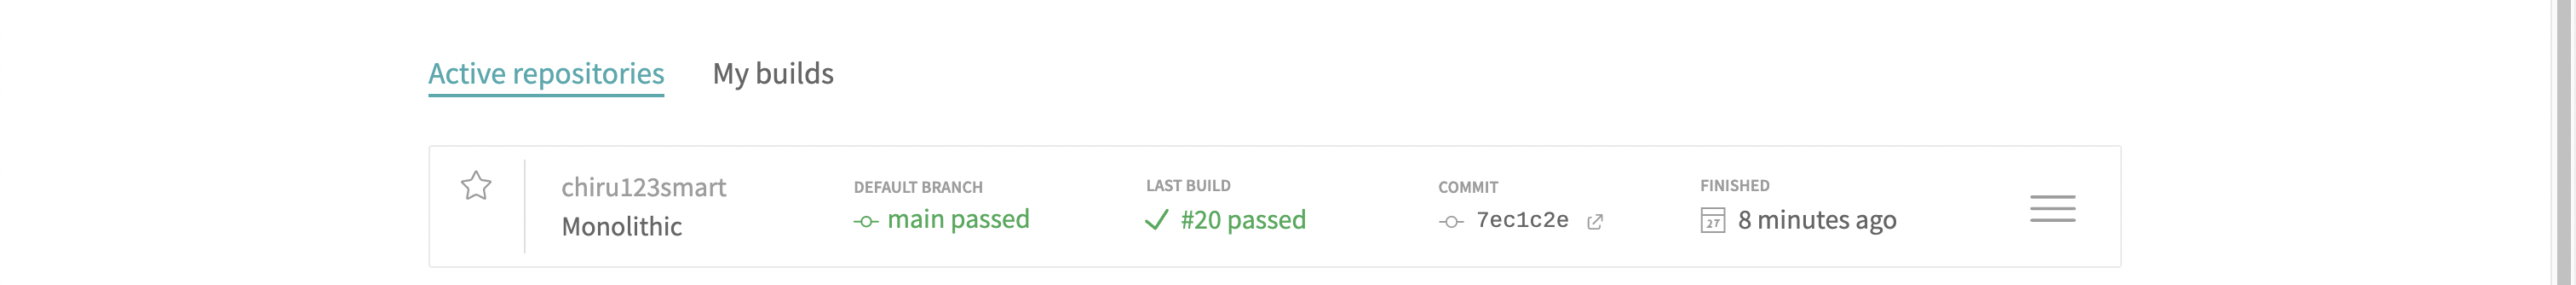 Active repositories My builds
chiru123smart DEFAULT BRANCH LAST BUILD COMMIT FINISHED
Monolithic main passed #20 passed 7ec1c2e 27 8 minutes ago